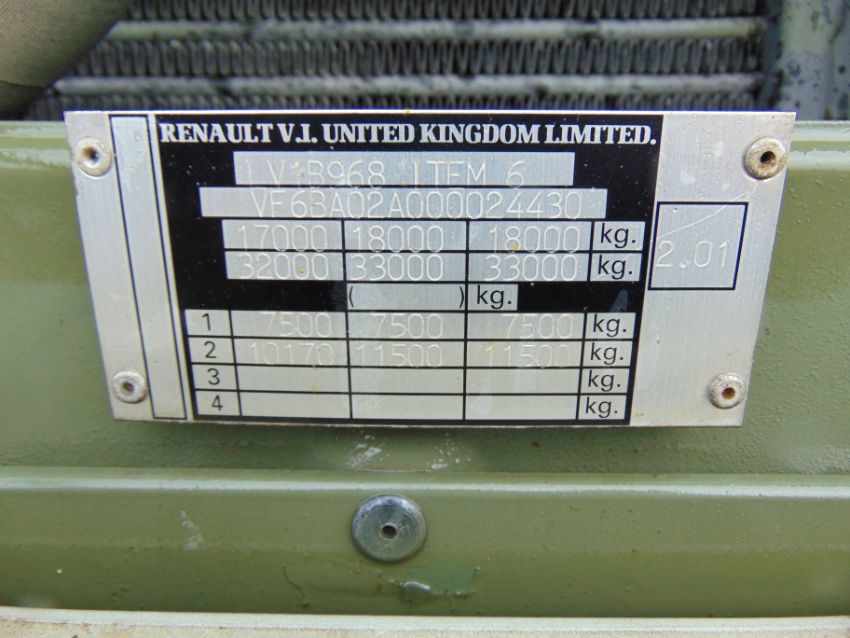 RENAULT V.I. UNITED KINGDOM LIMITED.
LV1B968 ITEM 6
VF6BA02A000024430
17000 18000 18000 kg.
32000 33000 33000 kg.
2.01
( ) kg.
1 7500 7500 7500 kg.
2 10170 11500 11500 kg.
3 kg.
4 kg.